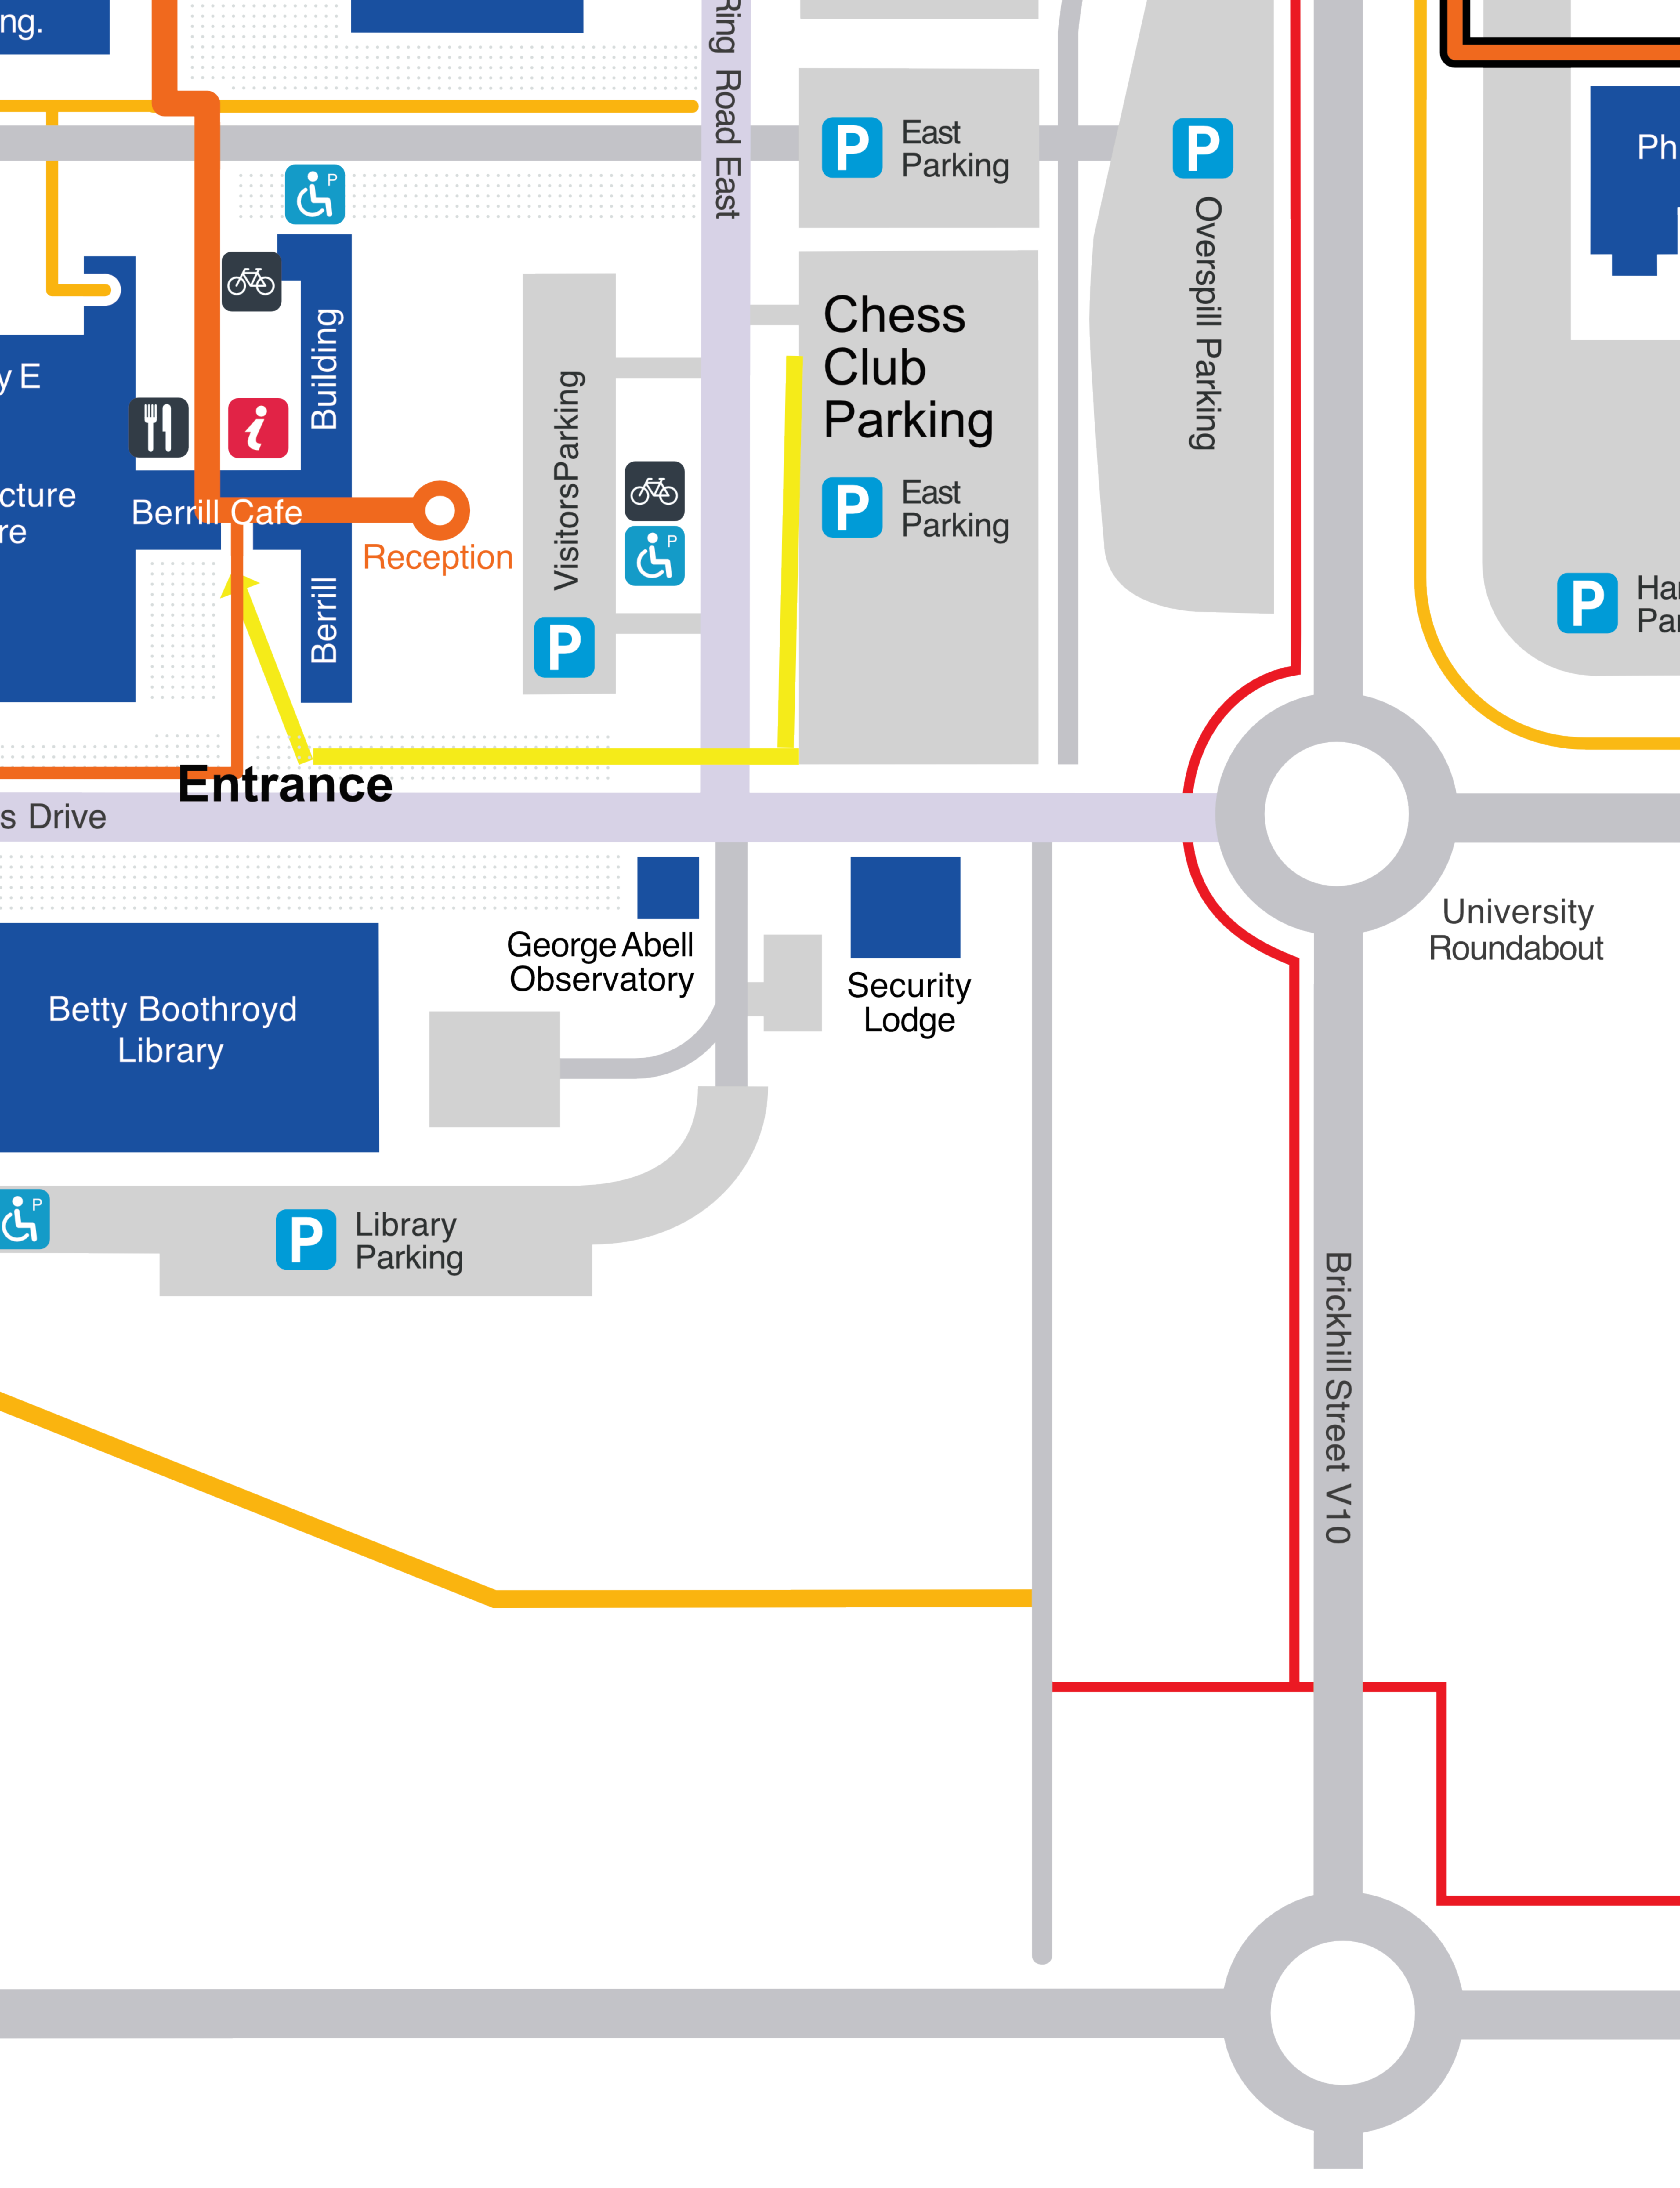 ng.
Ring Road East
P
East
Parking
P
Overspill Parking
Ph
P
Chess
Club
Parking
y E
Building
VisitorsParking
P
East
Parking
cture
re
Berrill Cafe
Reception
P
Berrill
P
P
Har
Par
Entrance
s Drive
University
Roundabout
George Abell
Observatory
Security
Lodge
Betty Boothroyd
Library
P
P
Library
Parking
Brickhill Street V10